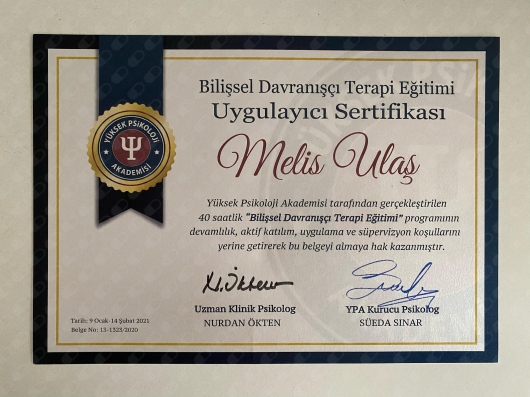 Bilişsel Davranışçı Terapi Eğitimi
Uygulayıcı Sertifikası
YÜKSEK PSİKOLOJİ
AKADEMİSİ
Melis Ulaş
Yüksek Psikoloji Akademisi tarafından gerçekleştirilen
40 saatlik "Bilişsel Davranışçı Terapi Eğitimi" programının
devamlılık, aktif katılım, uygulama ve süpervizyon koşullarını
yerine getirerek bu belgeyi almaya hak kazanmıştır.
N.Ökten
Uzman Klinik Psikolog
NURDAN ÖKTEN
YPA Kurucu Psikolog
SÜEDA SINAR
Tarih: 9 Ocak-14 Şubat 2021
Belge No: 13-1323/2020